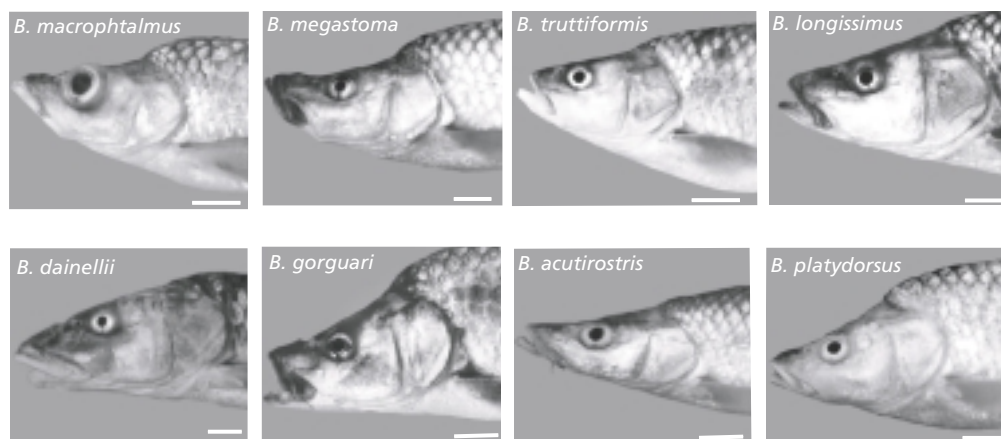 B. macrophtalmus
B. megastoma
B. truttiformis
B. longissimus
B. dainellii
B. gorguari
B. acutirostris
B. platydorsus